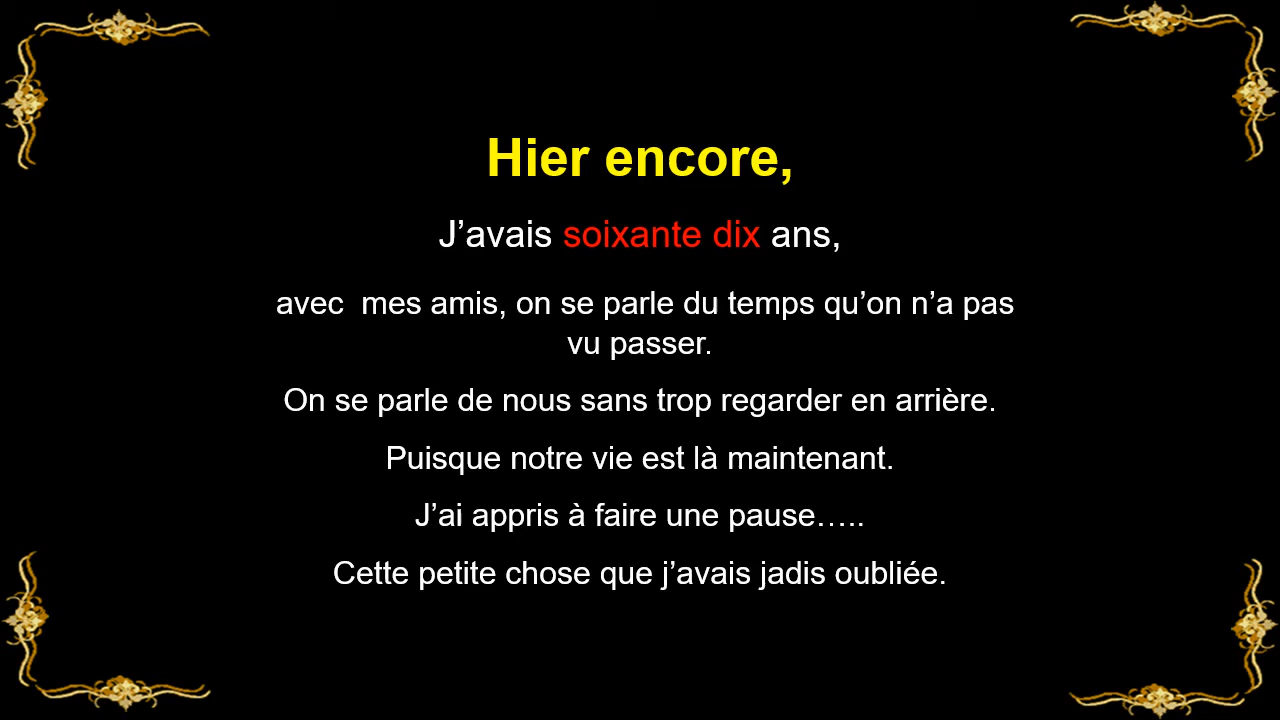 Hier encore,
J’avais soixante dix ans,
avec  mes amis, on se parle du temps qu’on n’a pas
vu passer.
On se parle de nous sans trop regarder en arrière.
Puisque notre vie est là maintenant.
J’ai appris à faire une pause…..
Cette petite chose que j’avais jadis oubliée.